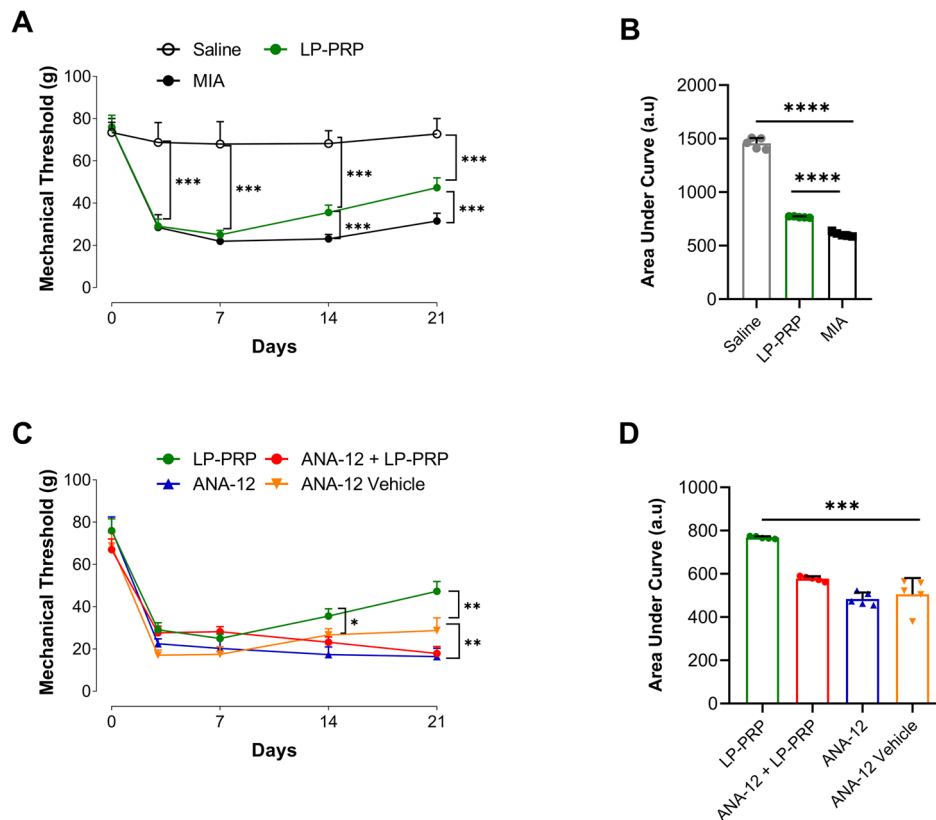 A
Saline LP-PRP
MIA
Mechanical Threshold (g)
100
80
60
40
20
0
***
***
***
***
***
***
0 7 14 21
Days
B
Area Under Curve (a.u)
2000
1500
1000
500
0
****
****
Saline LP-PRP MIA
C
LP-PRP ANA-12 + LP-PRP
ANA-12 ANA-12 Vehicle
Mechanical Threshold (g)
100
80
60
40
20
0
*
**
**
0 7 14 21
Days
D
Area Under Curve (a.u)
1000
800
600
400
200
0
***
LP-PRP ANA-12 + LP-PRP ANA-12 ANA-12 Vehicle